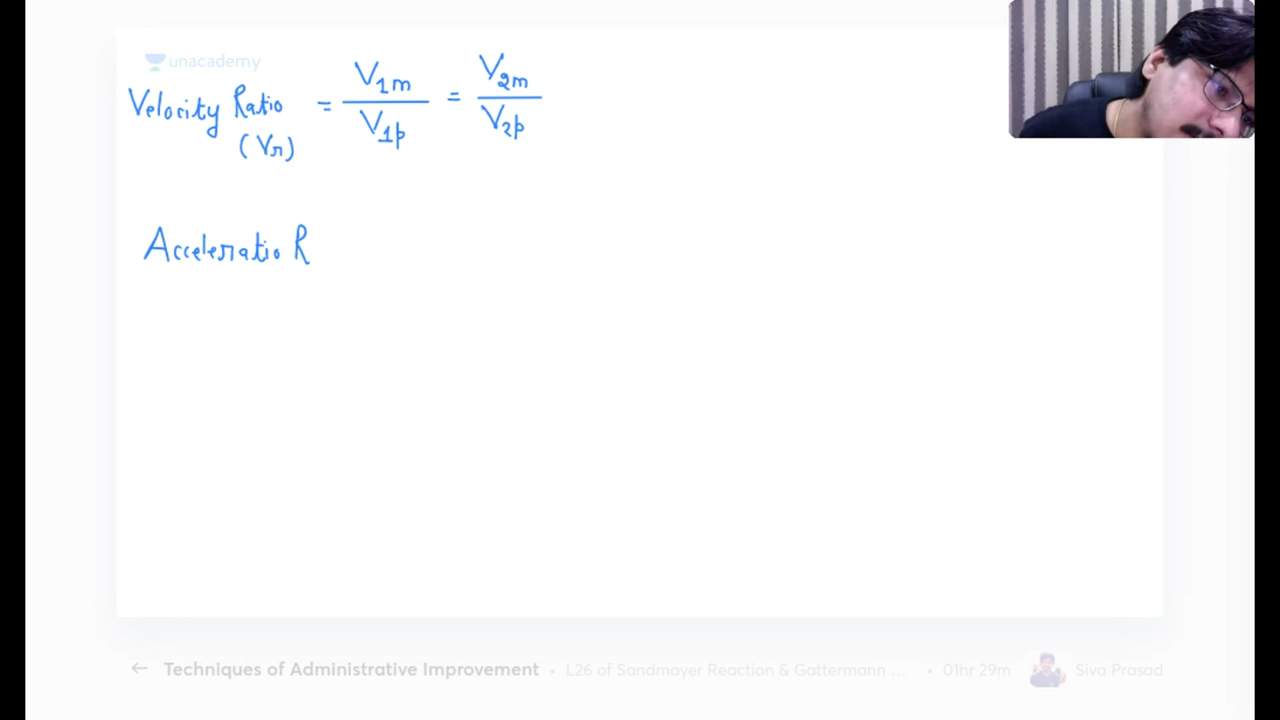 unacademy
Velocity Ratio = V1m / V1p = V2m / V2p
(Vr)
Acceleratio R
Techniques of Administrative Improvement • L26 of Sandmayer Reaction & Gattermann ... • 01hr 29m Siva Prasad